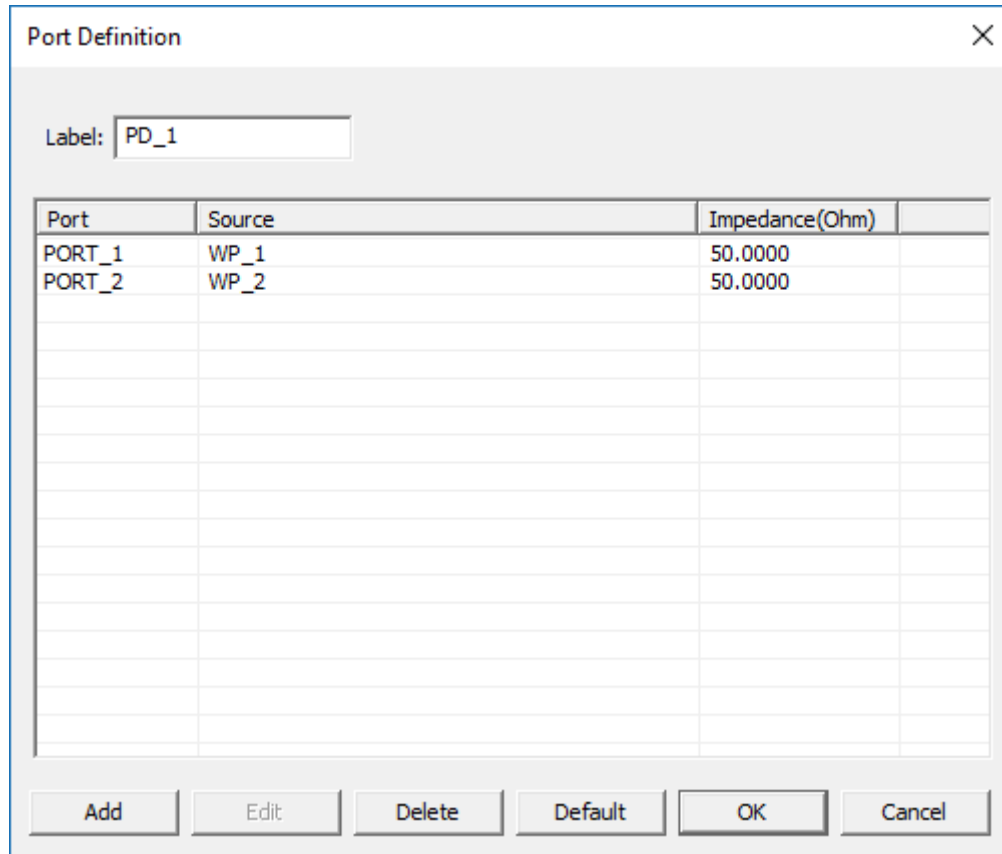 Port Definition
Label: PD_1
Port Source Impedance(Ohm)
PORT_1 WP_1 50.0000
PORT_2 WP_2 50.0000
Add Edit Delete Default OK Cancel